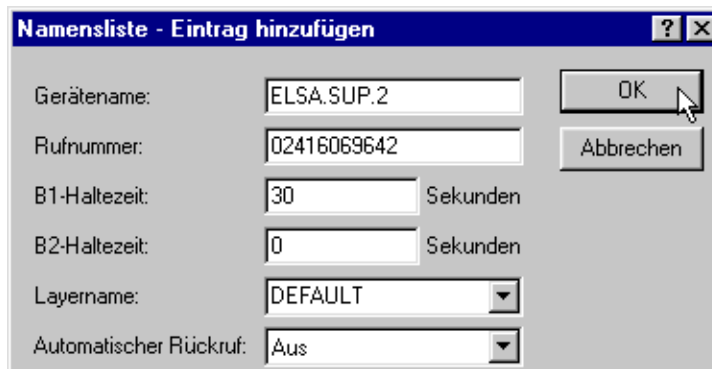 Namensliste - Eintrag hinzufügen
Gerätename: ELSA.SUP.2 OK
Rufnummer: 02416069642 Abbrechen
B1-Haltezeit: 30 Sekunden
B2-Haltezeit: 0 Sekunden
Layername: DEFAULT
Automatischer Rückruf: Aus